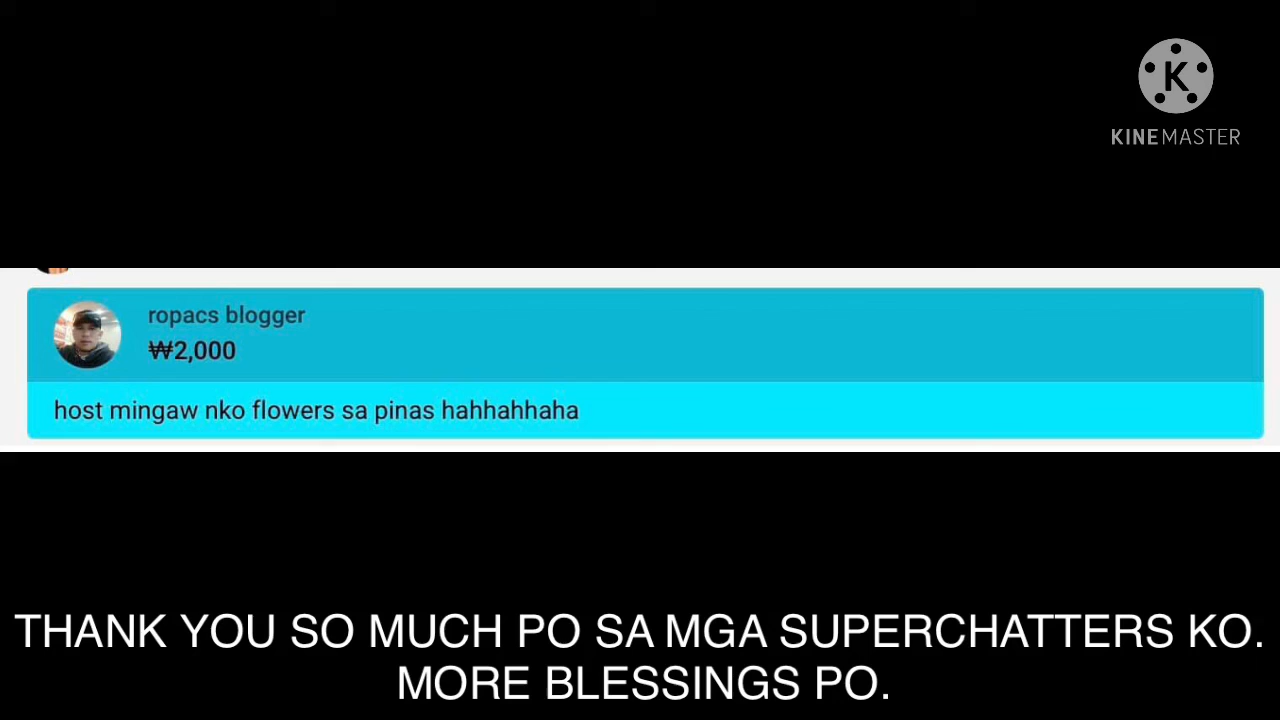 K
KINEMASTER
ropacs blogger
₩2,000
host mingaw nko flowers sa pinas hahhahhaha
THANK YOU SO MUCH PO SA MGA SUPERCHATTERS KO.
MORE BLESSINGS PO.